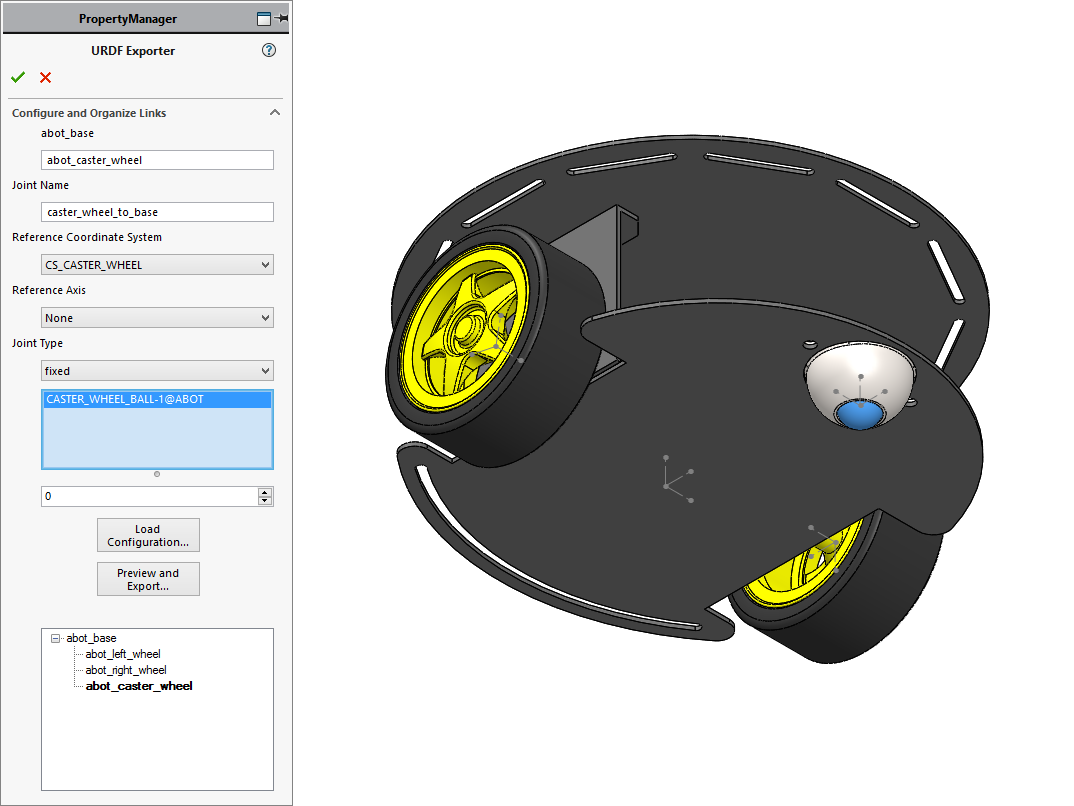 PropertyManager
URDF Exporter
?
Configure and Organize Links
abot_base
abot_caster_wheel
Joint Name
caster_wheel_to_base
Reference Coordinate System
CS_CASTER_WHEEL
Reference Axis
None
Joint Type
fixed
CASTER_WHEEL_BALL-1@ABOT
0
Load
Configuration...
Preview and
Export...
abot_base
abot_left_wheel
abot_right_wheel
abot_caster_wheel